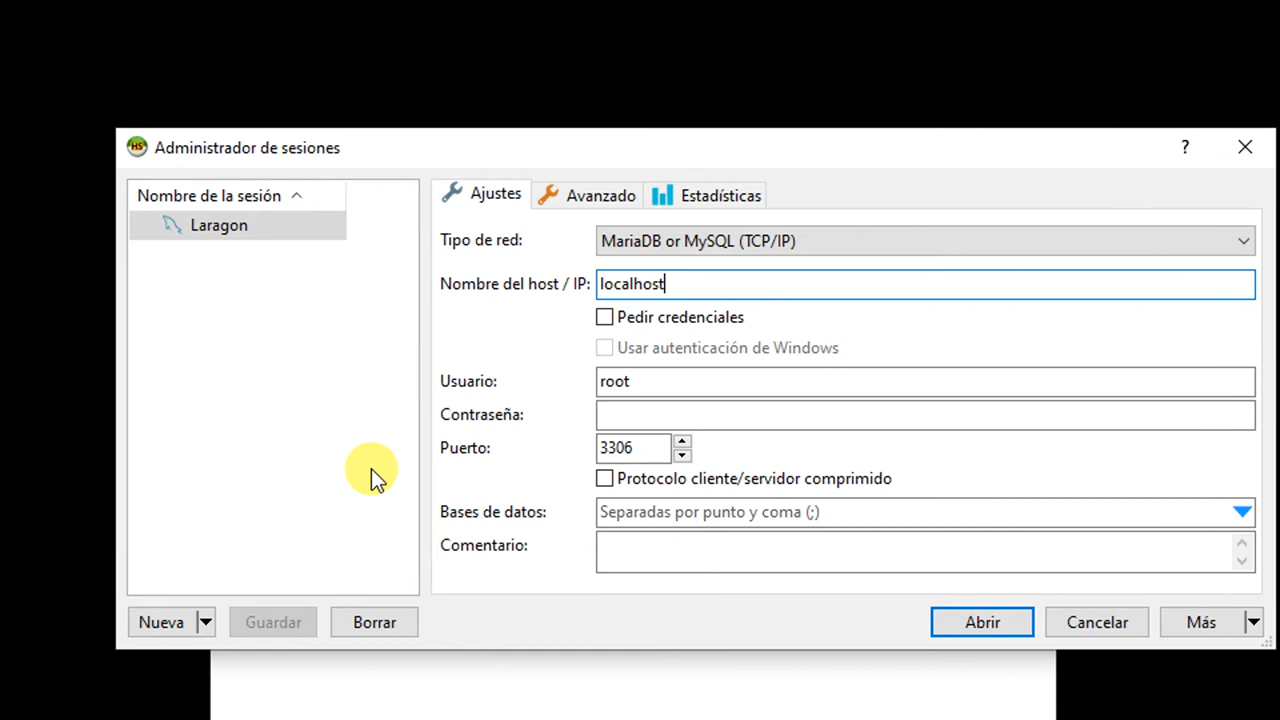 HS Administrador de sesiones ?
Nombre de la sesión
Laragon
Ajustes Avanzado Estadísticas
Tipo de red: MariaDB or MySQL (TCP/IP)
Nombre del host / IP: localhost
Pedir credenciales
Usar autenticación de Windows
Usuario: root
Contraseña:
Puerto: 3306
Protocolo cliente/servidor comprimido
Bases de datos: Separadas por punto y coma (;)
Comentario:
Nueva Guardar Borrar Abrir Cancelar Más